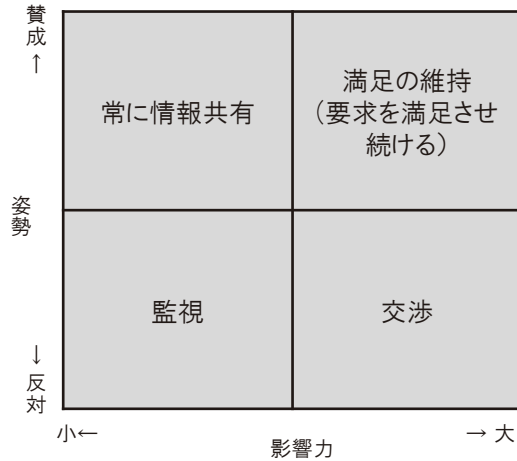 賛成↑
満足の維持
(要求を満足させ
続ける)
常に情報共有
姿勢
監視
交渉
↓反対
小←
→ 大
影響力